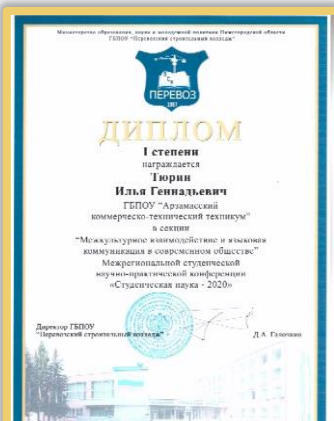 Министерство образования, науки и молодежной политики Нижегородской области
ГБПОУ "Перевозский строительный колледж"
ПЕРЕВОЗ
ДИПЛОМ
I степени
награждается
Тюрин
Илья Геннадьевич
ГБПОУ "Арзамасский
коммерческо-технический техникум"
в секции
"Межкультурное взаимодействие и языковая
коммуникация в современном обществе"
Межрегиональной студенческой
научно-практической конференции
«Студенческая наука - 2020»
Директор ГБПОУ
"Перевозский строительный колледж"
Д.А.